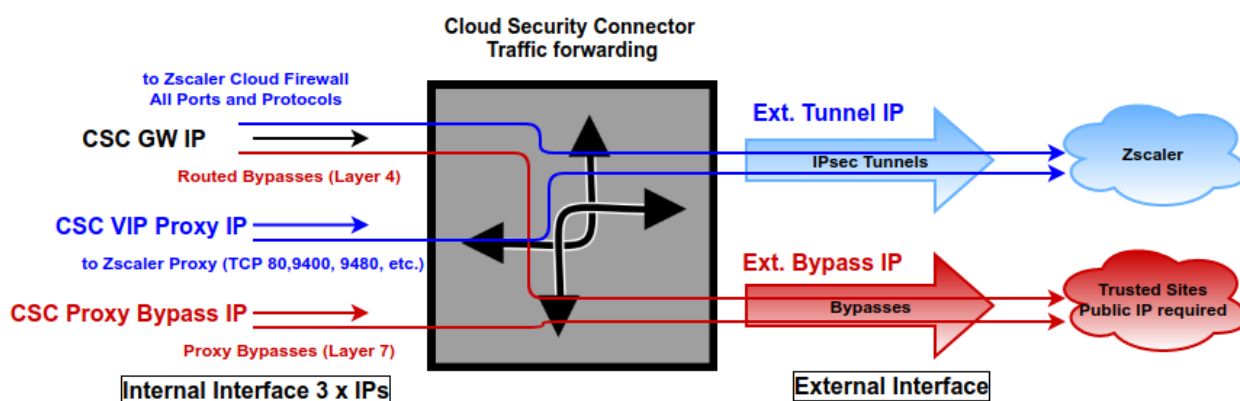 Cloud Security Connector
Traffic forwarding
to Zscaler Cloud Firewall
All Ports and Protocols
CSC GW IP
Routed Bypasses (Layer 4)
CSC VIP Proxy IP
to Zscaler Proxy (TCP 80,9400, 9480, etc.)
CSC Proxy Bypass IP
Proxy Bypasses (Layer 7)
Internal Interface 3 x IPs
Ext. Tunnel IP
IPsec Tunnels
Zscaler
Ext. Bypass IP
Bypasses
Trusted Sites
Public IP required
External Interface